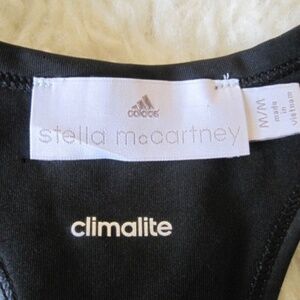 adidas
stella mccartney
M/M
made
in
vietnam
climalite